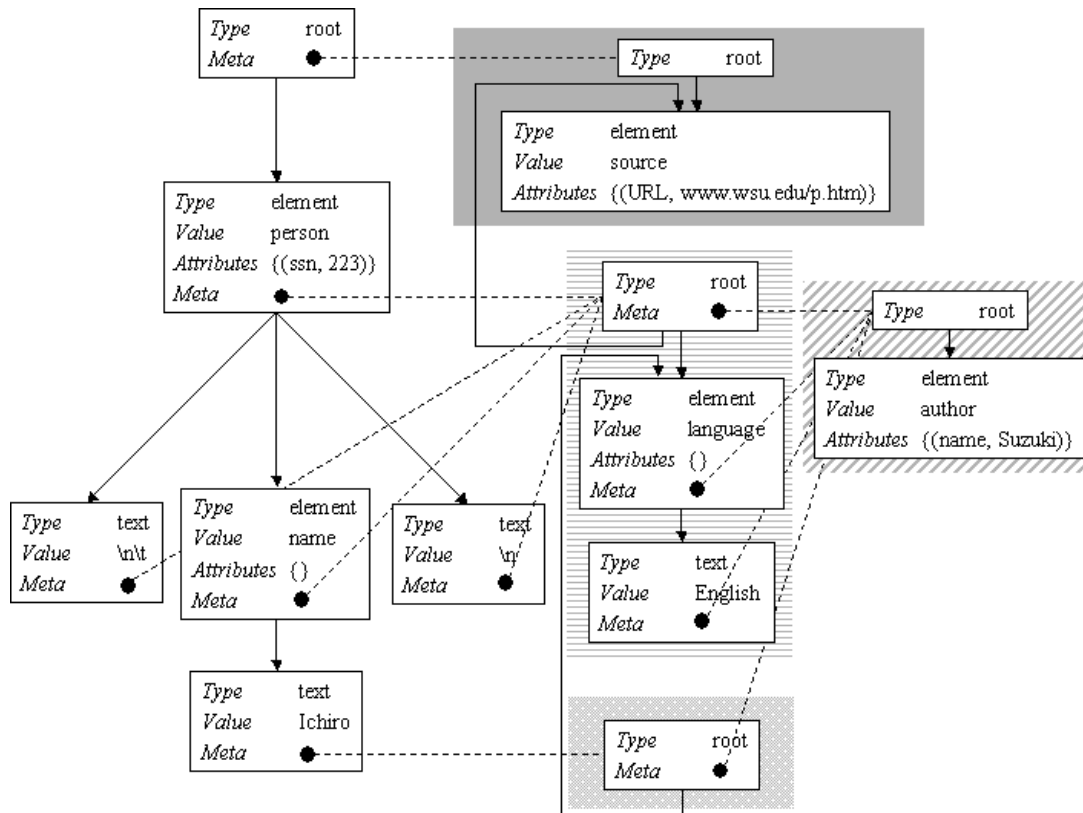 Type root
Meta
Type root
Type element
Value source
Attributes {(URL, www.wsu.edu/p.htm)}
Type element
Value person
Attributes {(ssn, 223)}
Meta
Type root
Meta
Type root
Type element
Value author
Attributes {(name, Suzuki)}
Type element
Value language
Attributes {}
Meta
Type text
Value \n\t
Meta
Type element
Value name
Attributes {}
Meta
Type text
Value \n
Meta
Type text
Value English
Meta
Type text
Value Ichiro
Meta
Type root
Meta